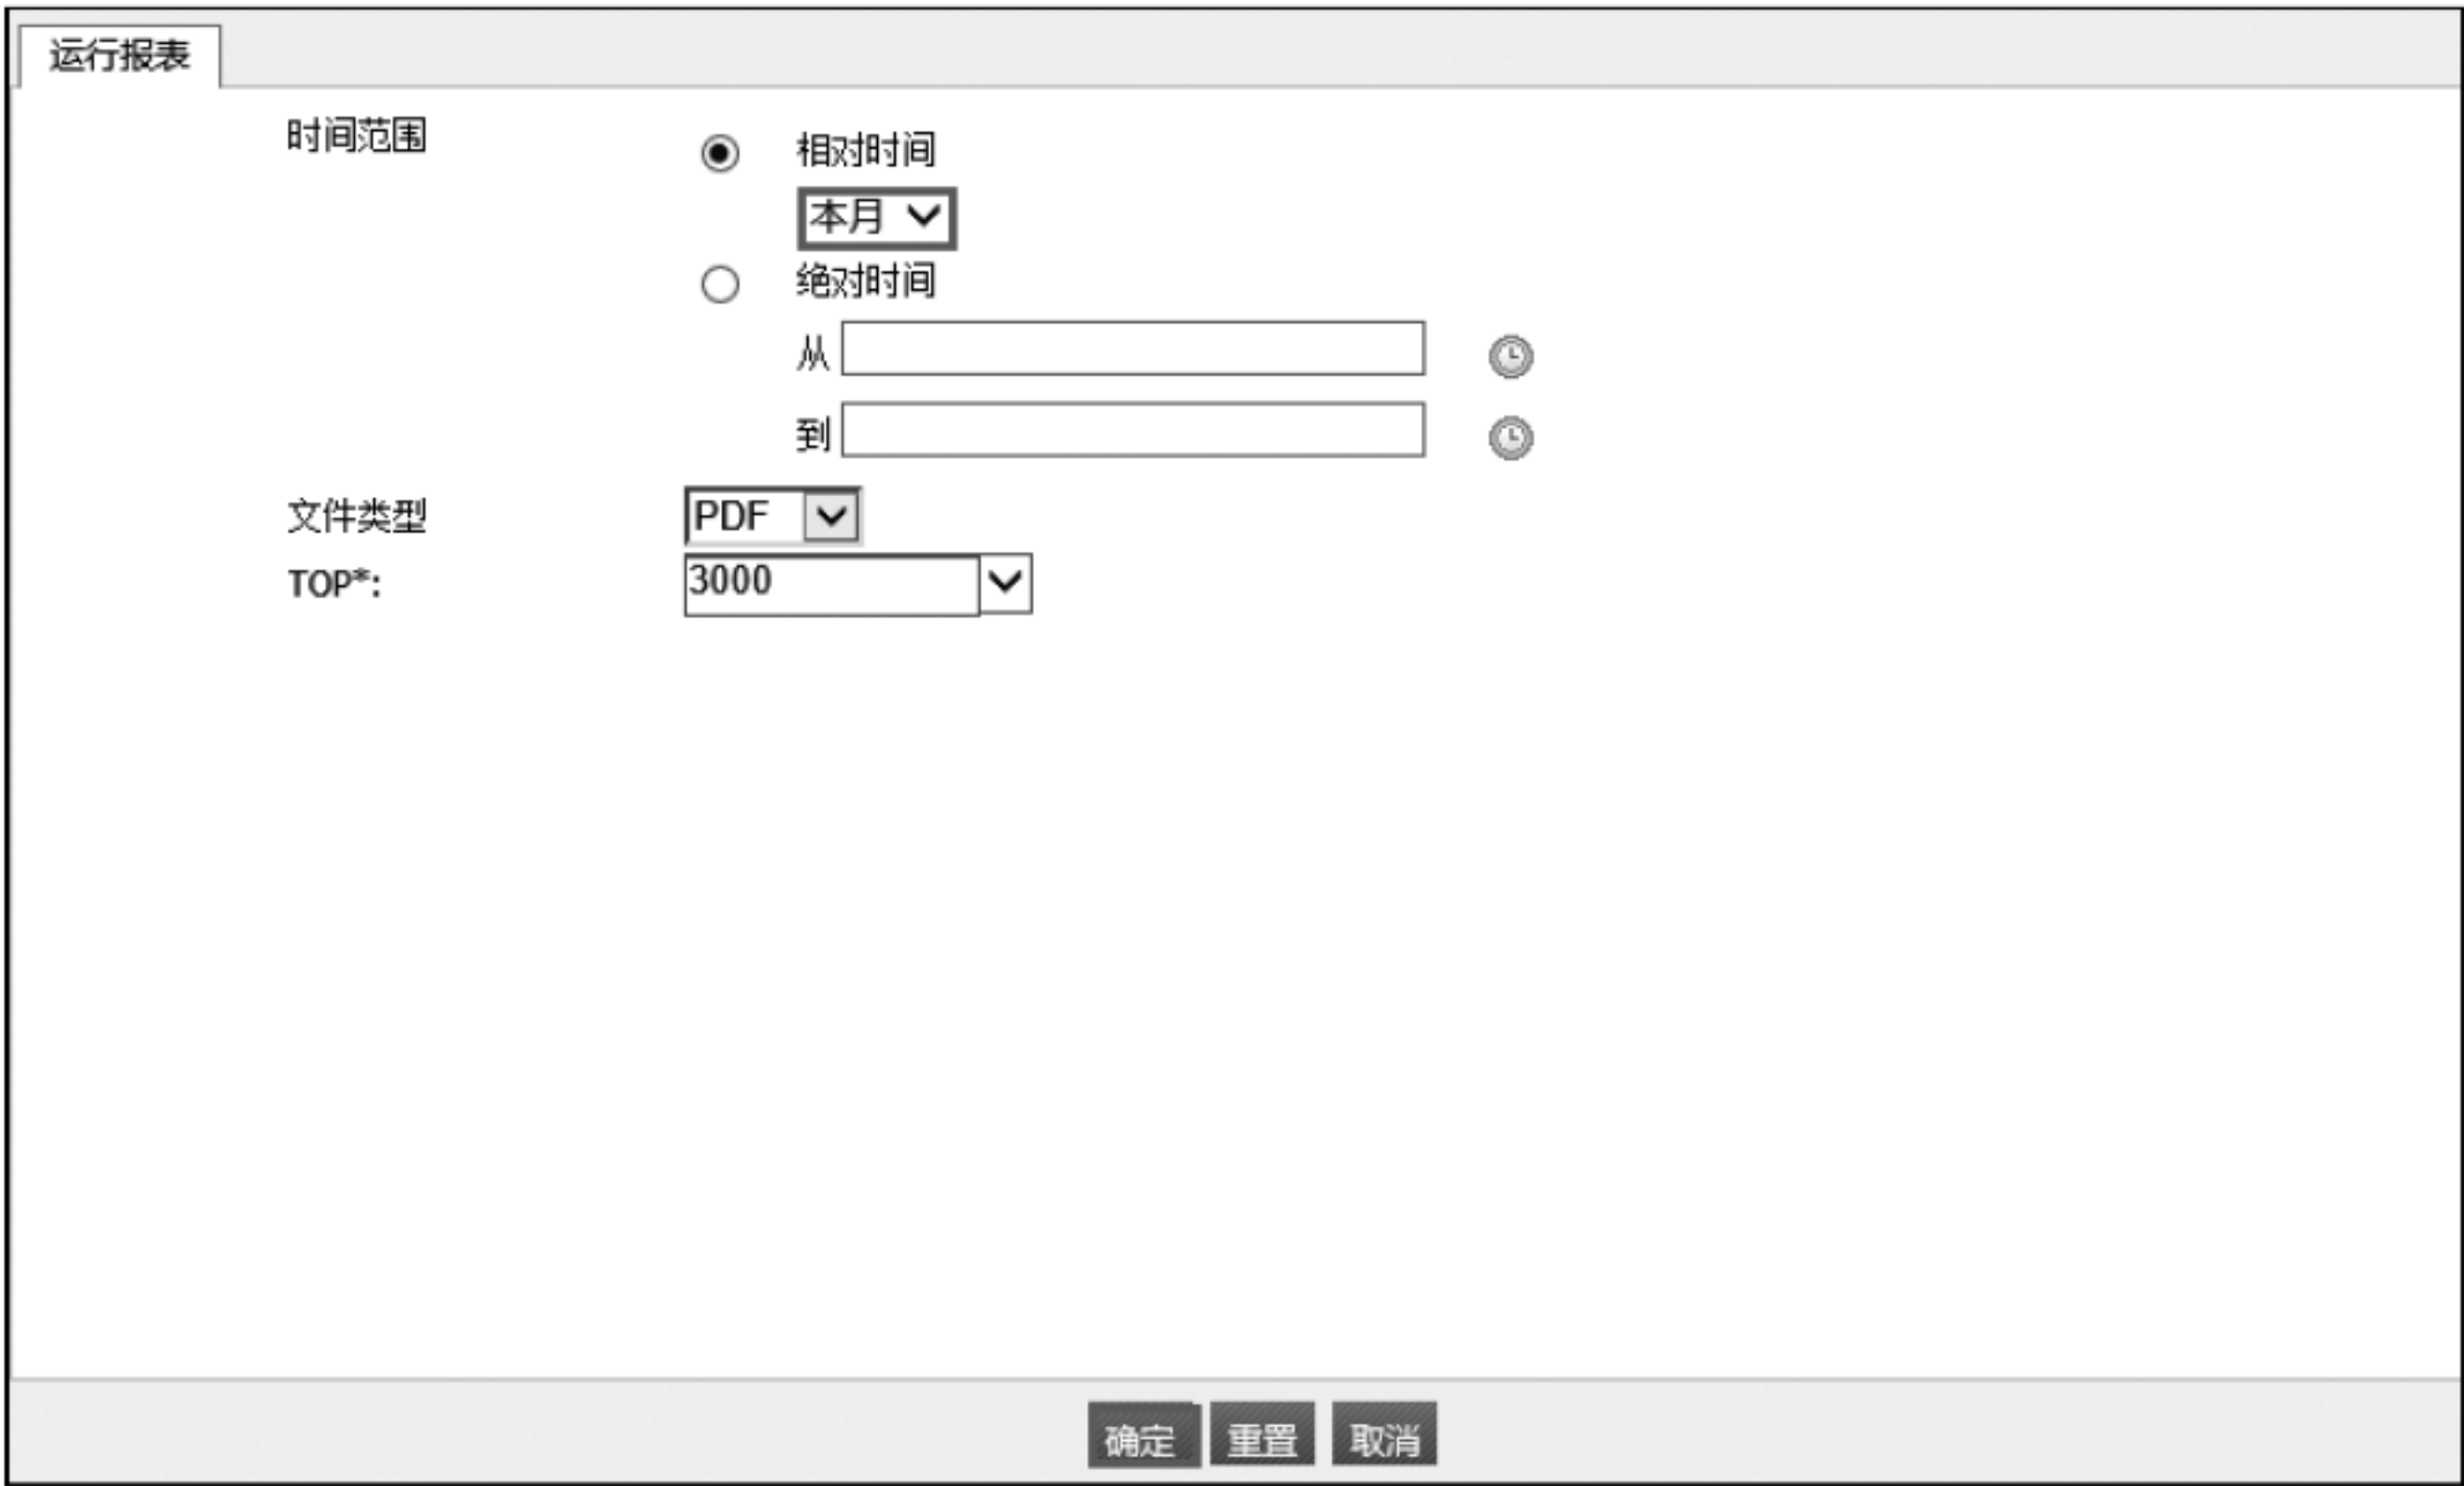 运行报表
时间范围
相对时间
本月
绝对时间
从
到
文件类型 PDF
TOP*: 3000
确定 重置 取消